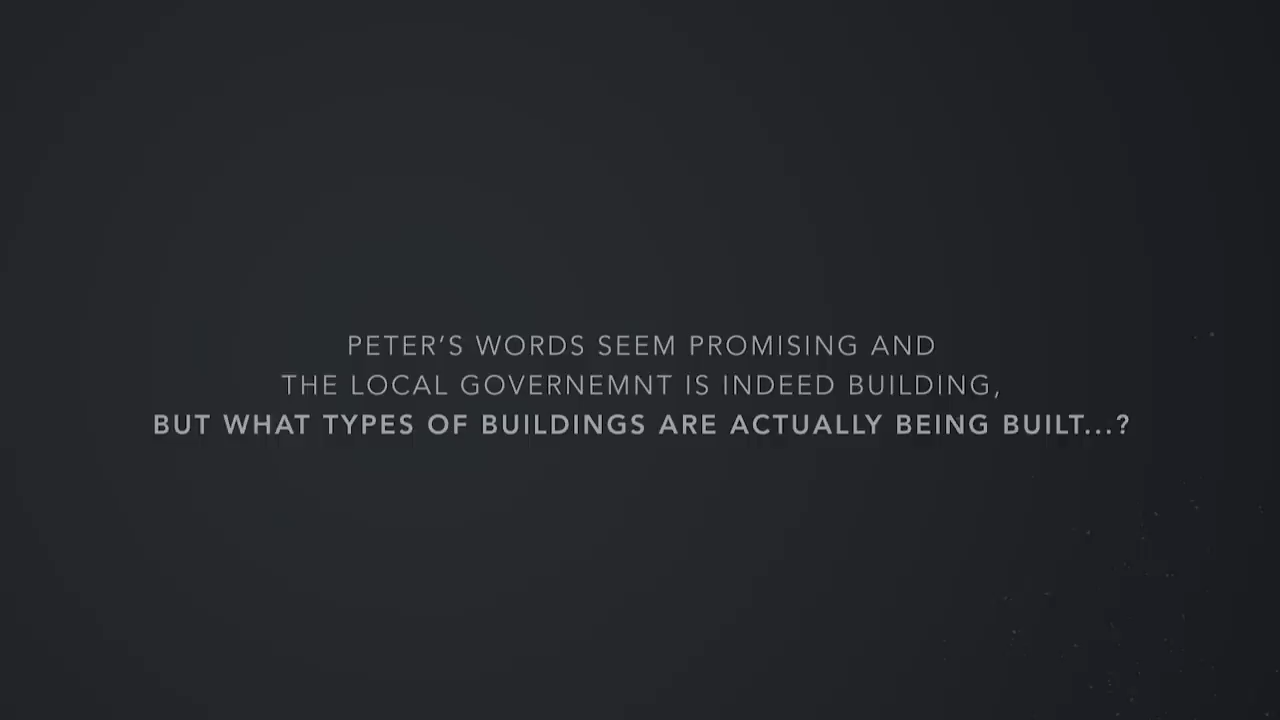 PETER’S WORDS SEEM PROMISING AND
THE LOCAL GOVERNEMNT IS INDEED BUILDING,
BUT WHAT TYPES OF BUILDINGS ARE ACTUALLY BEING BUILT...?